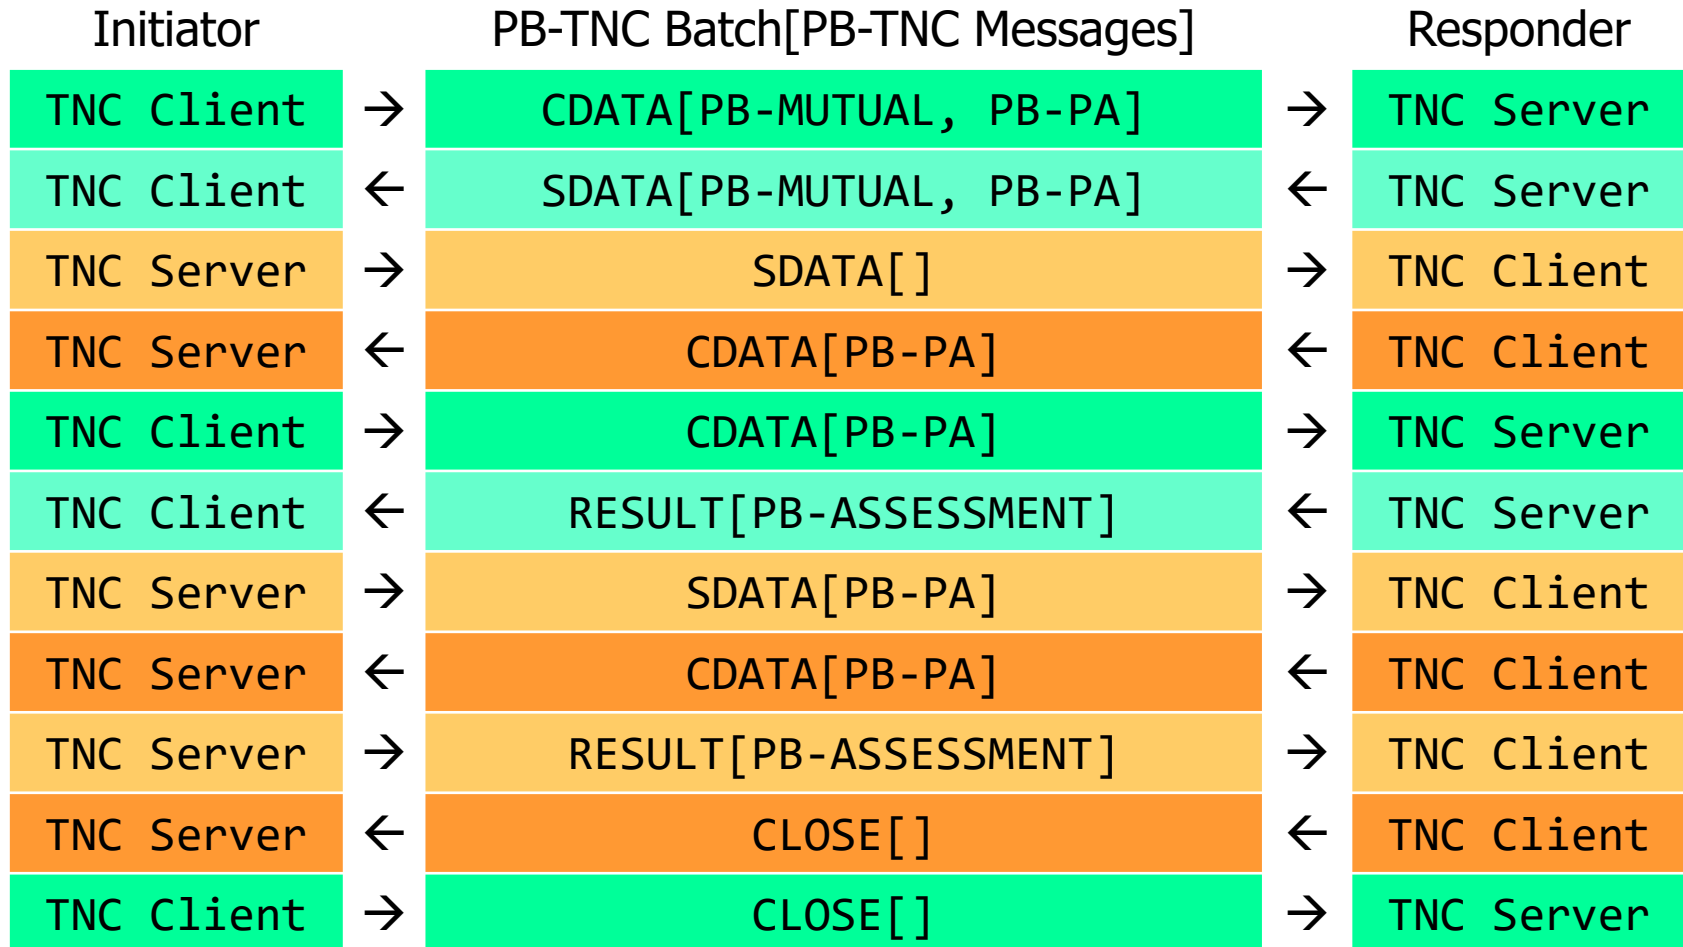 Initiator PB-TNC Batch[PB-TNC Messages] Responder
TNC Client → CDATA[PB-MUTUAL, PB-PA] → TNC Server
TNC Client ← SDATA[PB-MUTUAL, PB-PA] ← TNC Server
TNC Server → SDATA[] → TNC Client
TNC Server ← CDATA[PB-PA] ← TNC Client
TNC Client → CDATA[PB-PA] → TNC Server
TNC Client ← RESULT[PB-ASSESSMENT] ← TNC Server
TNC Server → SDATA[PB-PA] → TNC Client
TNC Server ← CDATA[PB-PA] ← TNC Client
TNC Server → RESULT[PB-ASSESSMENT] → TNC Client
TNC Server ← CLOSE[] ← TNC Client
TNC Client → CLOSE[] → TNC Server